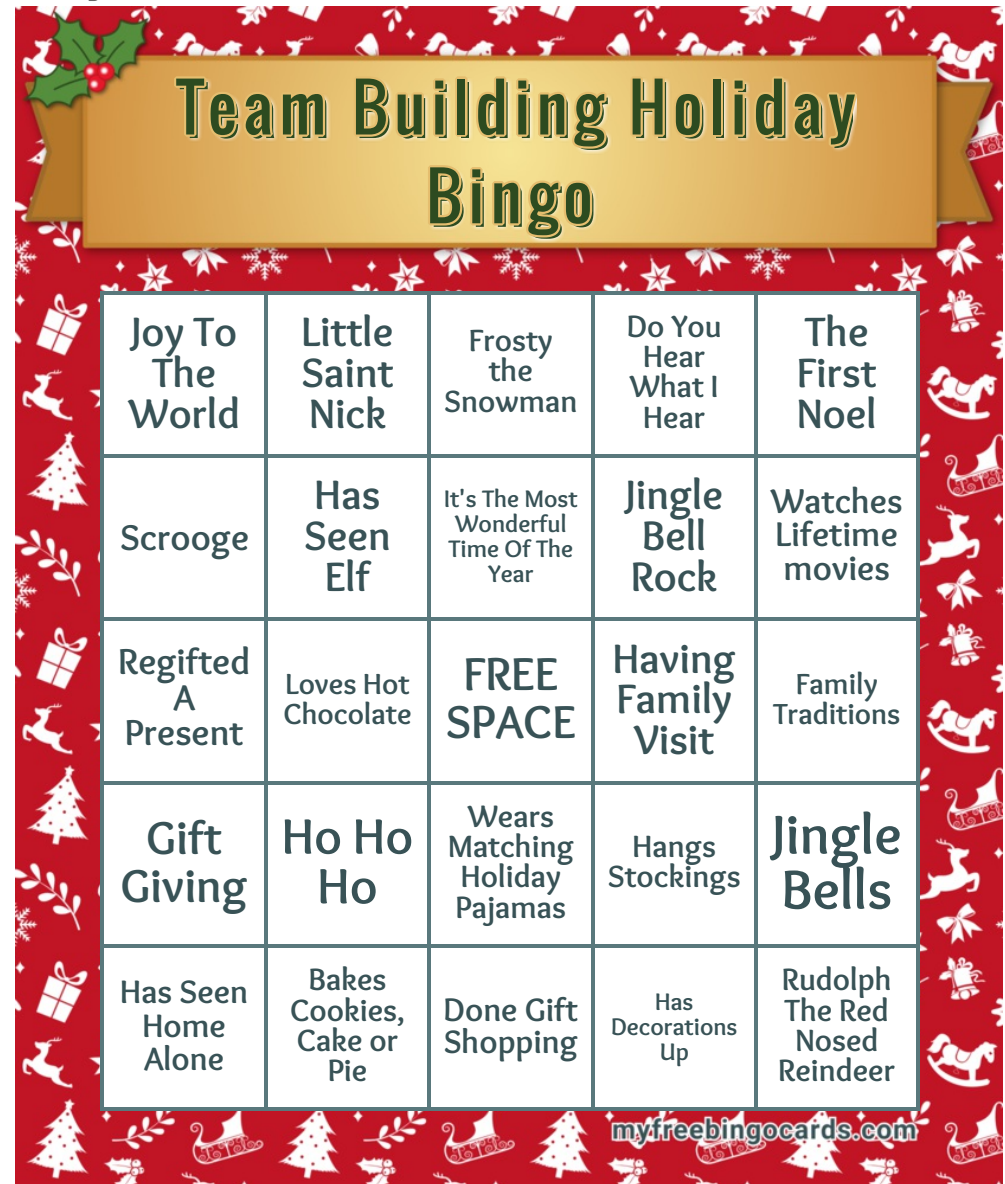 Team Building Holiday
Bingo
Joy To
The
World
Little
Saint
Nick
Frosty
the
Snowman
Do You
Hear
What I
Hear
The
First
Noel
Scrooge
Has
Seen
Elf
It's The Most
Wonderful
Time Of The
Year
Jingle
Bell
Rock
Watches
Lifetime
movies
Regifted
A
Present
Loves Hot
Chocolate
FREE
SPACE
Having
Family
Visit
Family
Traditions
Gift
Giving
Ho Ho
Ho
Wears
Matching
Holiday
Pajamas
Hangs
Stockings
Jingle
Bells
Has Seen
Home
Alone
Bakes
Cookies,
Cake or
Pie
Done Gift
Shopping
Has
Decorations
Up
Rudolph
The Red
Nosed
Reindeer
myfreebingocards.com